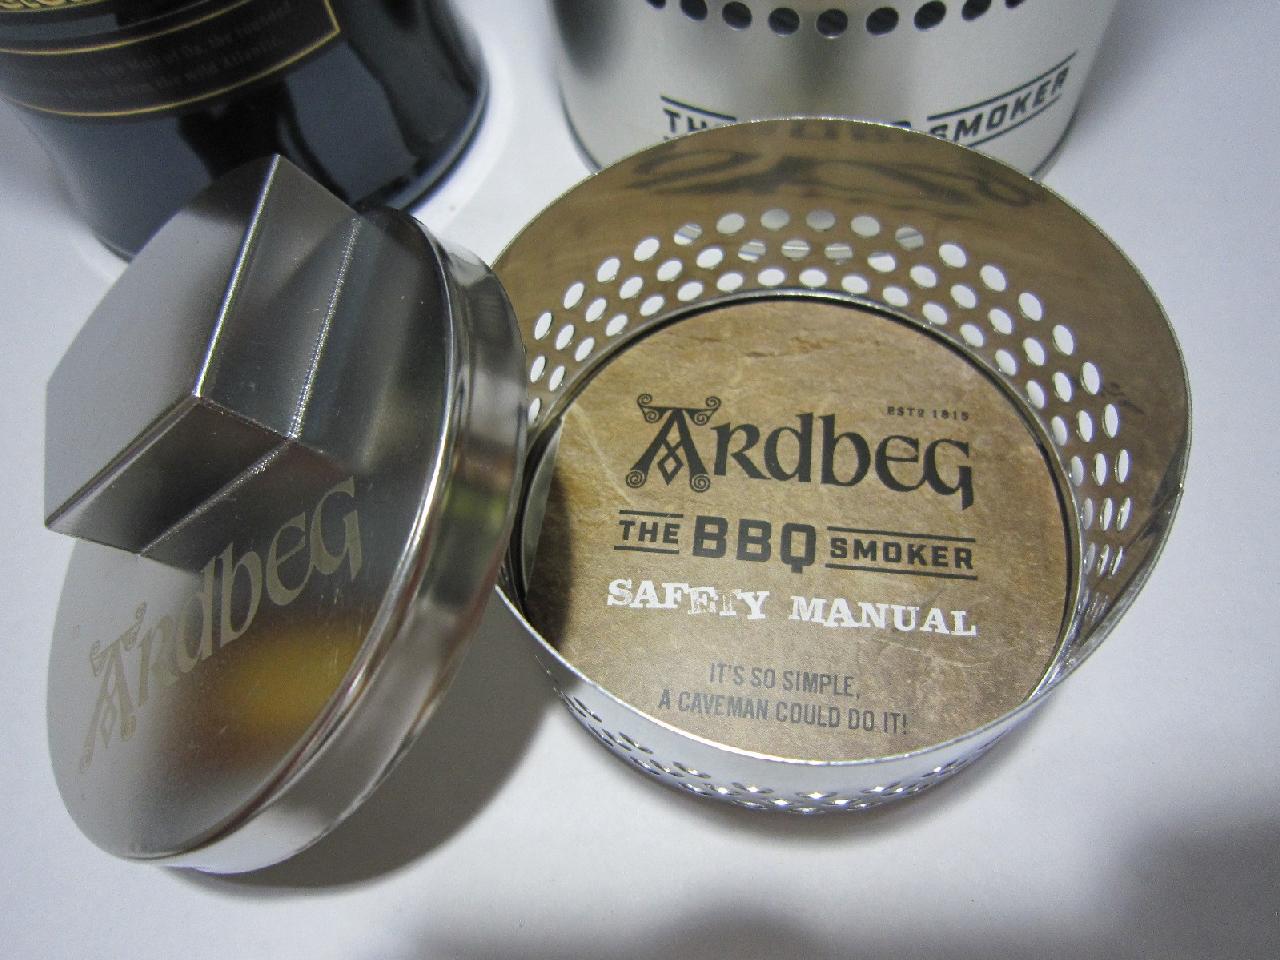 THE SMOKER
ARDBEG
ESTD 1815
ARDBEG
THE BBQ SMOKER
SAFETY MANUAL
IT'S SO SIMPLE,
A CAVEMAN COULD DO IT!